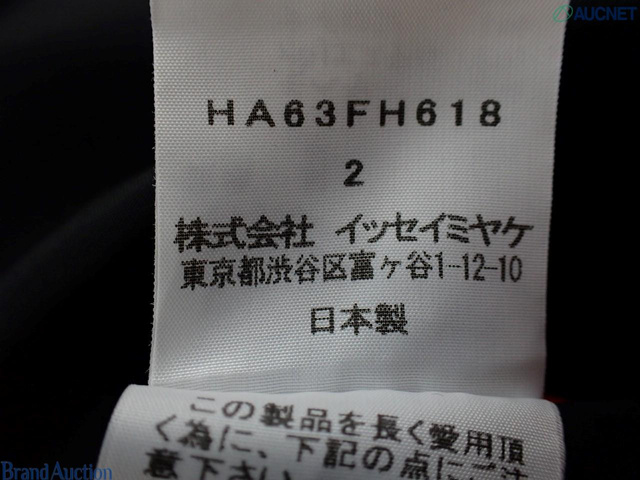 AUCNET
HA63FH618
2
株式会社 イッセイミヤケ
東京都渋谷区富ヶ谷1-12-10
日本製
この製品を長く愛用頂
く為に、下記の点にご注
意下さい
Brand Auction